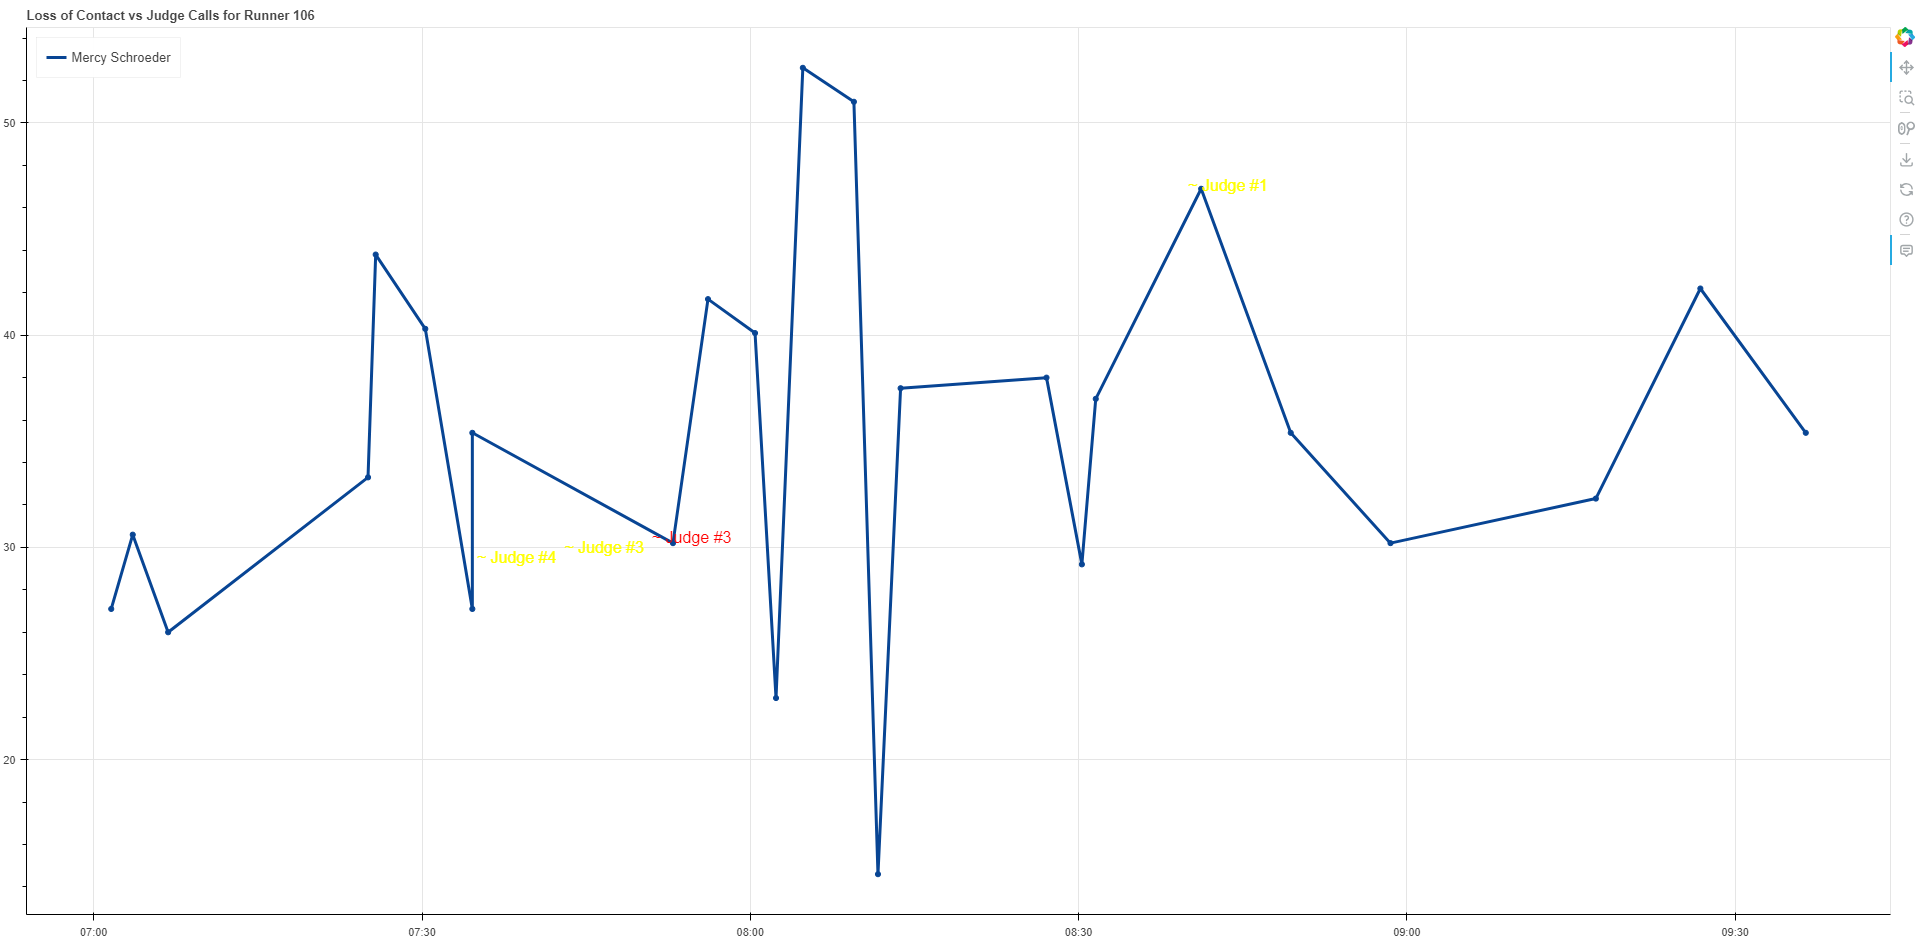 Loss of Contact vs Judge Calls for Runner 106
Mercy Schroeder
50
40
30
20
~ Judge #1
~ Judge #3
~ Judge #3
~ Judge #4
07:00
07:30
08:00
08:30
09:00
09:30